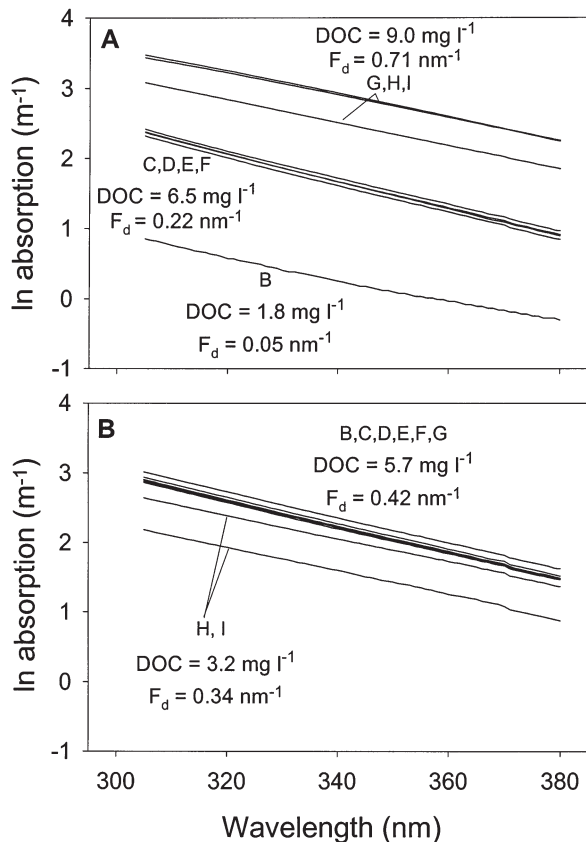 A
DOC = 9.0 mg l⁻¹
F_d = 0.71 nm⁻¹
G,H,I
C,D,E,F
DOC = 6.5 mg l⁻¹
F_d = 0.22 nm⁻¹
B
DOC = 1.8 mg l⁻¹
F_d = 0.05 nm⁻¹
ln absorption (m⁻¹)
4
3
2
1
0
-1
B
B,C,D,E,F,G
DOC = 5.7 mg l⁻¹
F_d = 0.42 nm⁻¹
H, I
DOC = 3.2 mg l⁻¹
F_d = 0.34 nm⁻¹
ln absorption (m⁻¹)
4
3
2
1
0
-1
300 320 340 360 380
Wavelength (nm)